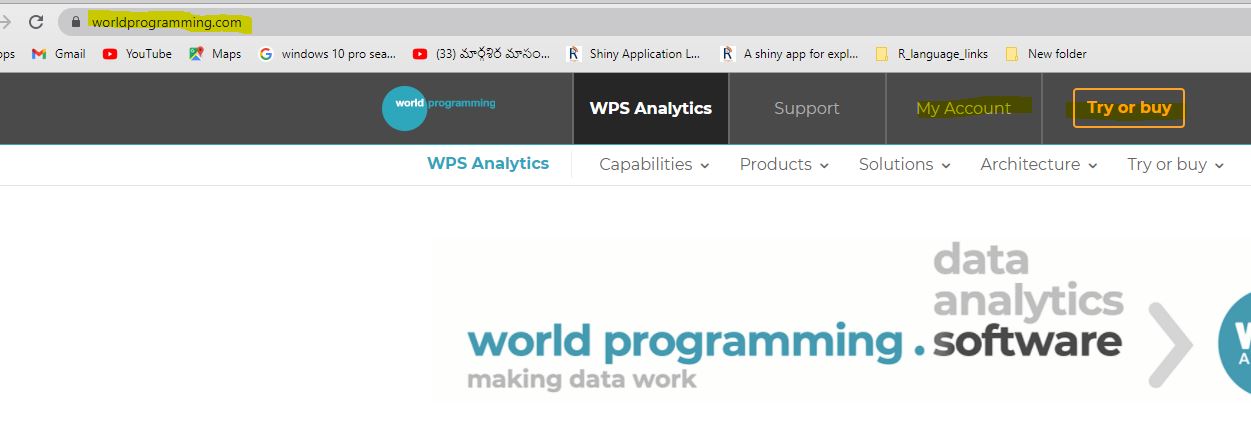 worldprogramming.com
ops Gmail YouTube Maps windows 10 pro sea... (33) మార్గశిర మాసం... Shiny Application L... A shiny app for expl... R_language_links New folder
world programming WPS Analytics Support My Account Try or buy
WPS Analytics Capabilities Products Solutions Architecture Try or buy
data
analytics
world programming . software
making data work